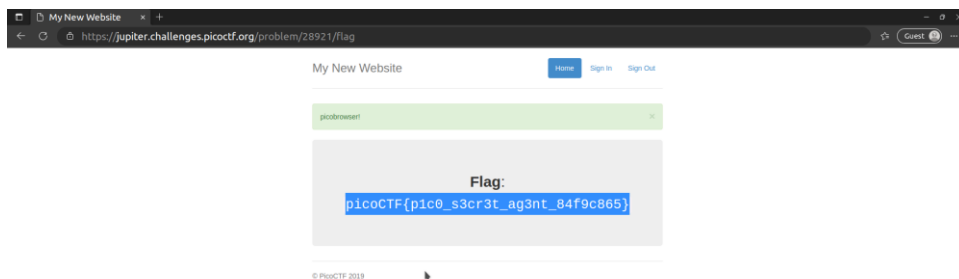 My New Website × +
https://jupiter.challenges.picoctf.org/problem/28921/flag
Guest
My New Website Home Sign In Sign Out
picobrowser! ×
Flag:
picoCTF{p1c0_s3cr3t_ag3nt_84f9c865}
© PicoCTF 2019